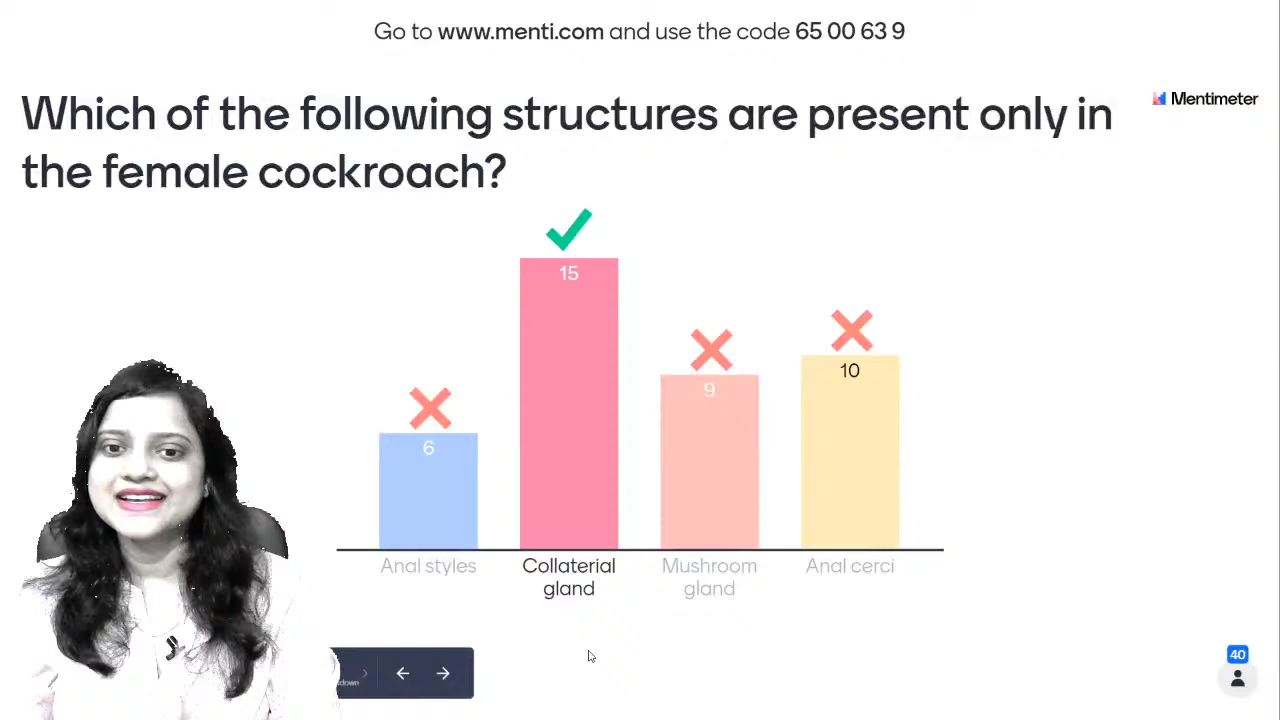 Go to www.menti.com and use the code 65 00 63 9
Mentimeter
Which of the following structures are present only in
the female cockroach?
15
10
9
6
Anal styles
Collaterial
gland
Mushroom
gland
Anal cerci
40